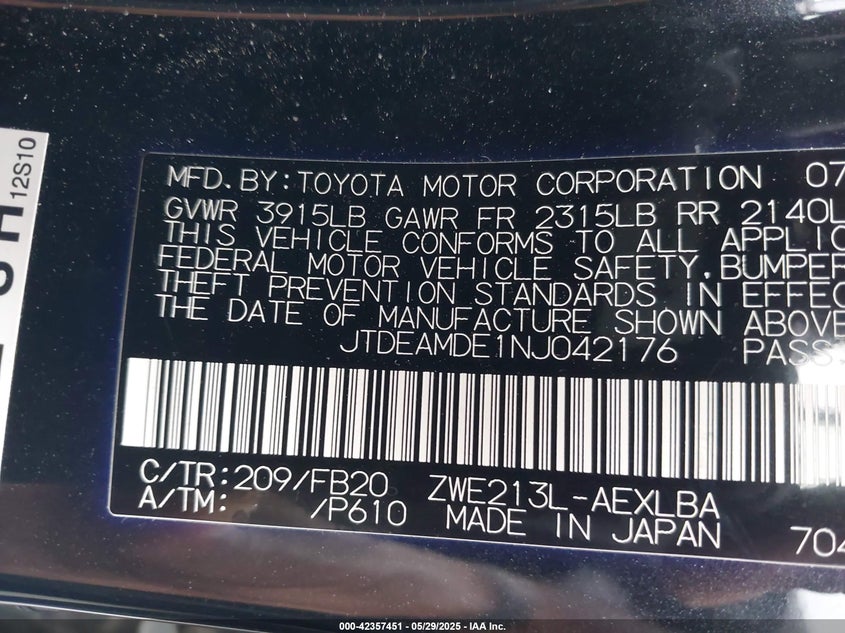 12S10
MFD.BY:TOYOTA MOTOR CORPORATION 07
GVWR 3915LB GAWR FR 2315LB RR 2140L
THIS VEHICLE CONFORMS TO ALL APPLIC
FEDERAL MOTOR VEHICLE SAFETY,BUMPER
THEFT PREVENTION STANDARDS IN EFFEC
THE DATE OF MANUFACTURE SHOWN ABOVE
JTDEAMDE1NJ042176 PASS.
C/TR:209/FB20 ZWE213L-AEXLBA
A/TM: /P610 MADE IN JAPAN 704
000-42357451 - 05/29/2025 - IAA Inc.